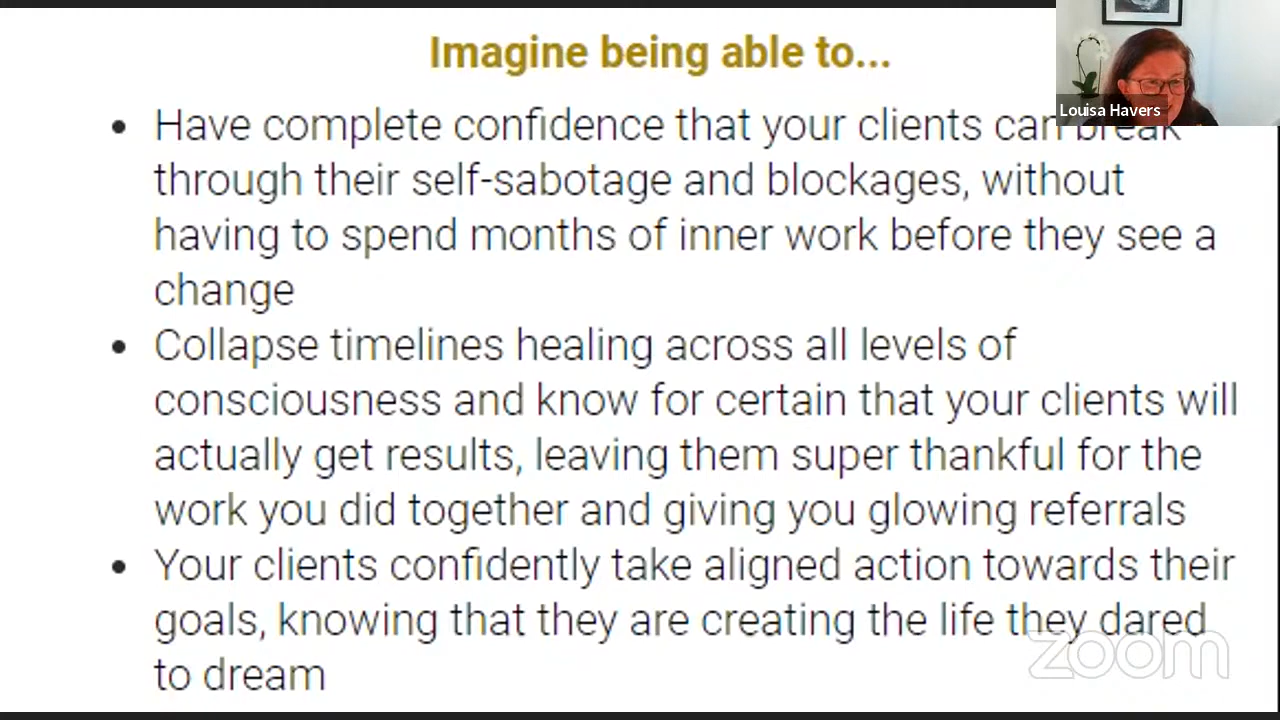 Imagine being able to...
Louisa Havers
• Have complete confidence that your clients can break
through their self-sabotage and blockages, without
having to spend months of inner work before they see a
change
• Collapse timelines healing across all levels of
consciousness and know for certain that your clients will
actually get results, leaving them super thankful for the
work you did together and giving you glowing referrals
• Your clients confidently take aligned action towards their
goals, knowing that they are creating the life they dared
to dream
zoom